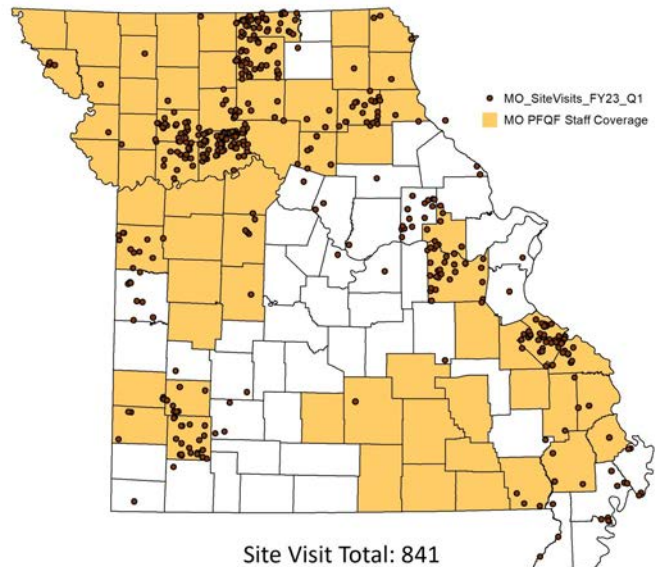 MO_SiteVisits_FY23_Q1
MO PFQF Staff Coverage
Site Visit Total: 841